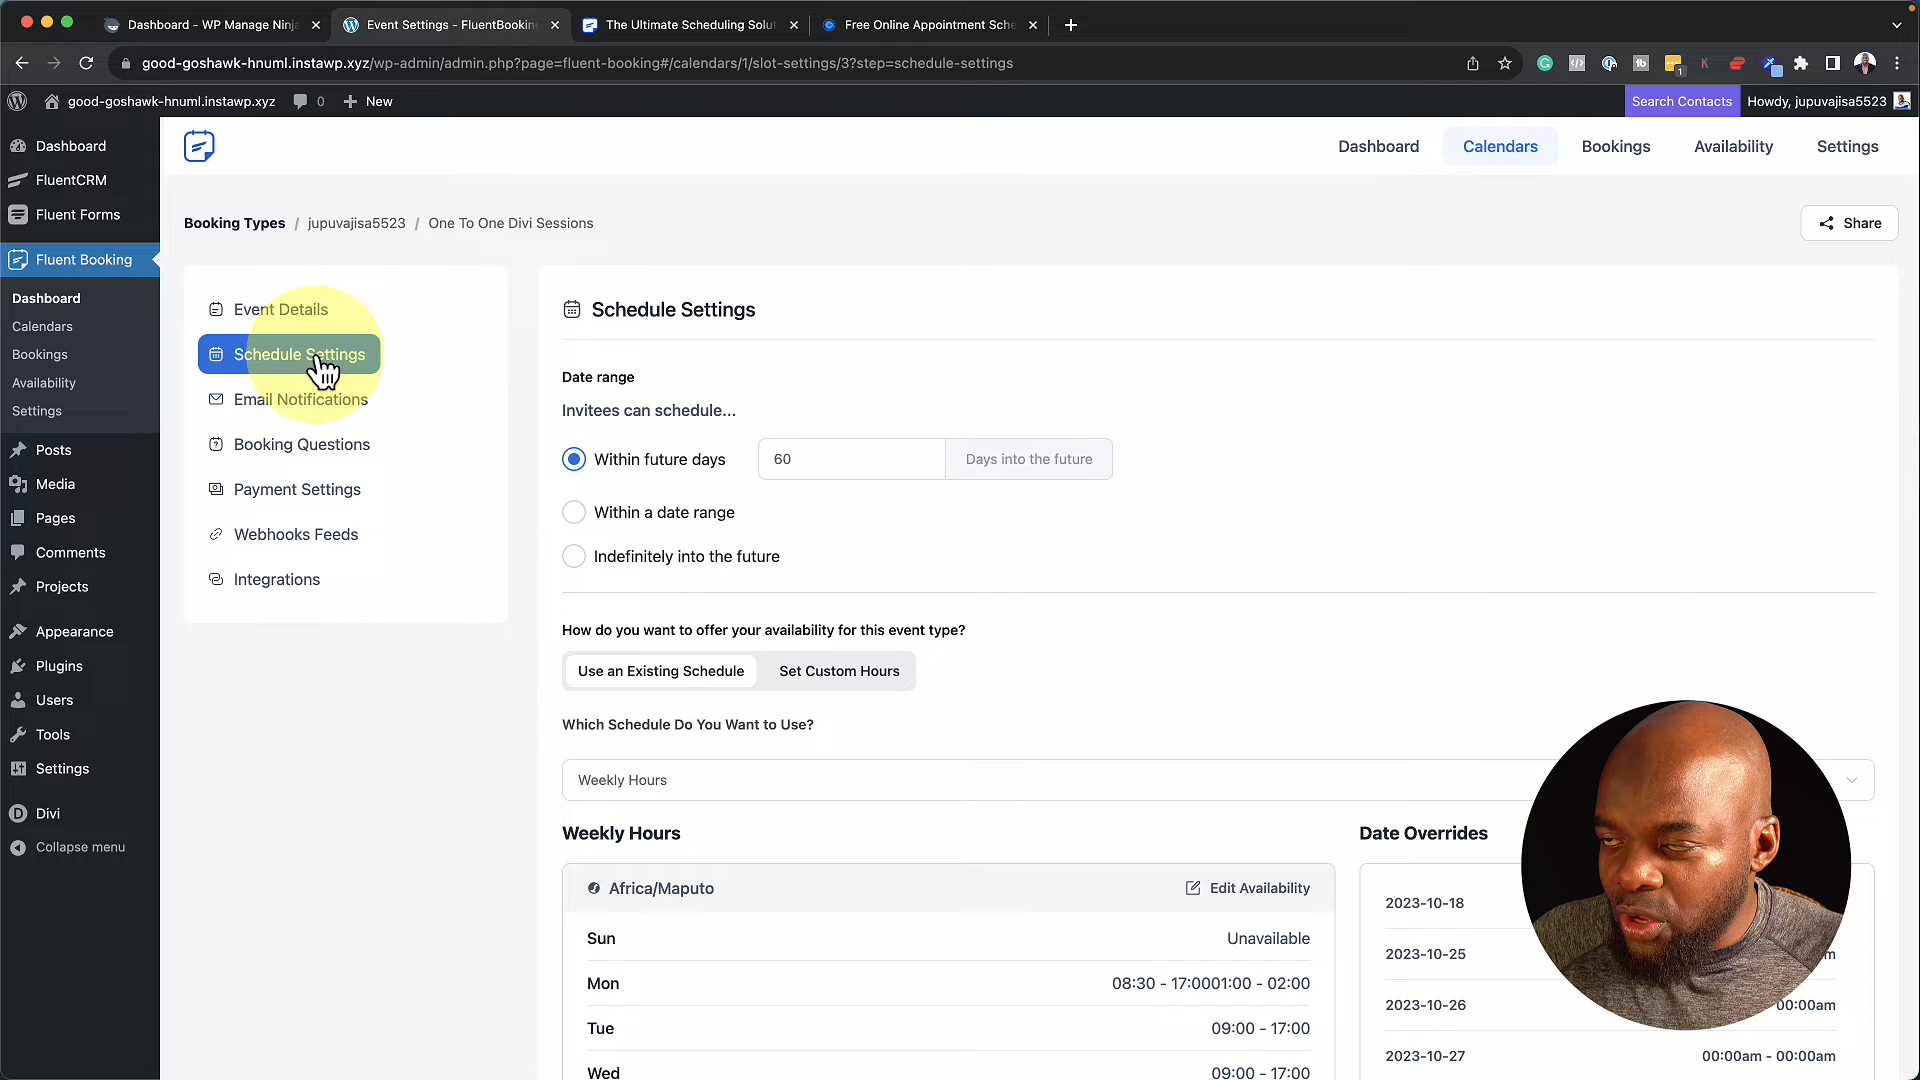 Dashboard - WP Manage Ninja
Event Settings - FluentBooking
The Ultimate Scheduling Solut
Free Online Appointment Sche
good-goshawk-hnuml.instawp.xyz/wp-admin/admin.php?page=fluent-booking#/calendars/1/slot-settings/3?step=schedule-settings
good-goshawk-hnuml.instawp.xyz 0 New Search Contacts Howdy, jupuvajisa5523
Dashboard
FluentCRM
Fluent Forms
Fluent Booking
Dashboard
Calendars
Bookings
Availability
Settings
Posts
Media
Pages
Comments
Projects
Appearance
Plugins
Users
Tools
Settings
Divi
Collapse menu
Dashboard Calendars Bookings Availability Settings
Booking Types / jupuvajisa5523 / One To One Divi Sessions Share
Event Details
Schedule Settings
Email Notifications
Booking Questions
Payment Settings
Webhooks Feeds
Integrations
Schedule Settings
Date range
Invitees can schedule...
Within future days 60 Days into the future
Within a date range
Indefinitely into the future
How do you want to offer your availability for this event type?
Use an Existing Schedule Set Custom Hours
Which Schedule Do You Want to Use?
Weekly Hours
Weekly Hours
Africa/Maputo Edit Availability
Sun Unavailable
Mon 08:30 - 17:0001:00 - 02:00
Tue 09:00 - 17:00
Wed 09:00 - 17:00
Date Overrides
2023-10-18
2023-10-25
2023-10-26 00:00am
2023-10-27 00:00am - 00:00am